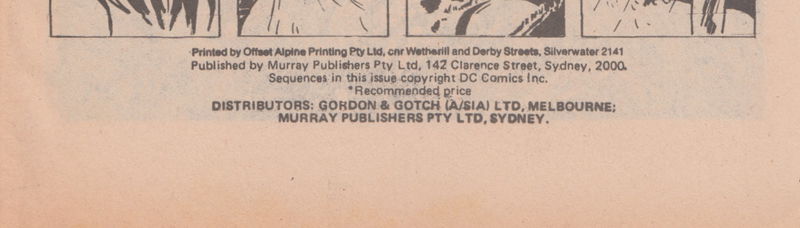 Printed by Offset Alpine Printing Pty Ltd, cnr Wetherill and Derby Streets, Silverwater 2141
Published by Murray Publishers Pty Ltd, 142 Clarence Street, Sydney, 2000.
Sequences in this issue copyright DC Comics Inc.
*Recommended price
DISTRIBUTORS: GORDON & GOTCH (A/SIA) LTD, MELBOURNE;
MURRAY PUBLISHERS PTY LTD, SYDNEY.